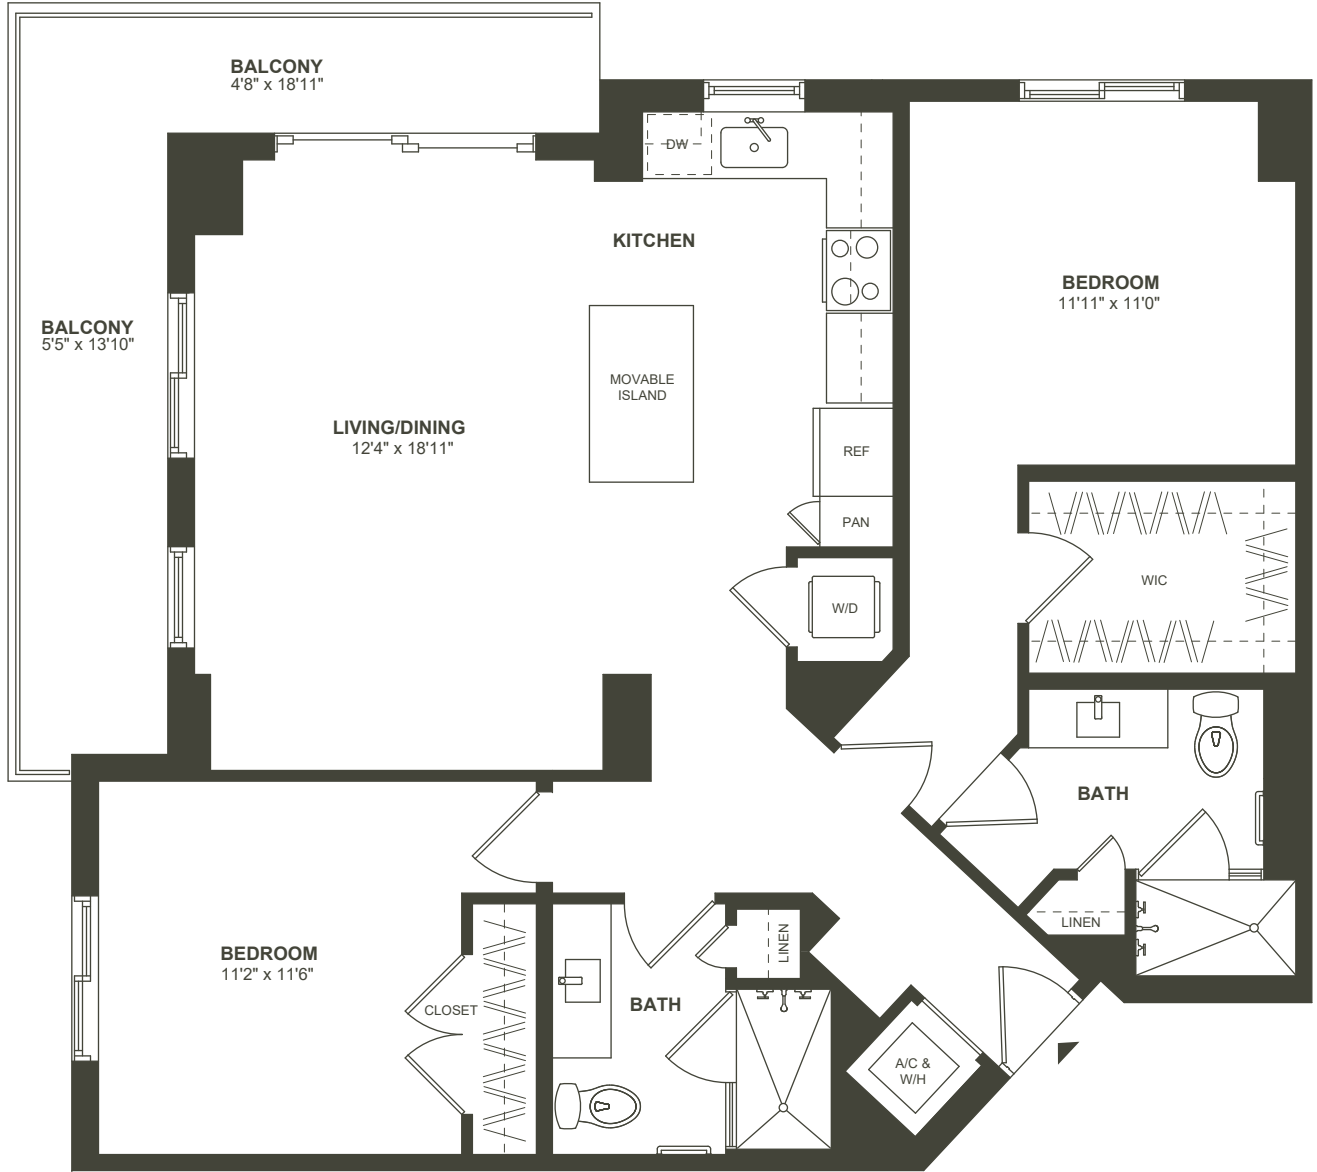 BALCONY
4'8" x 18'11"
DW
KITCHEN
BEDROOM
11'11" x 11'0"
BALCONY
5'5" x 13'10"
MOVABLE
ISLAND
LIVING/DINING
12'4" x 18'11"
REF
PAN
WIC
W/D
BATH
LINEN
LINEN
BEDROOM
11'2" x 11'6"
CLOSET
BATH
A/C &
W/H